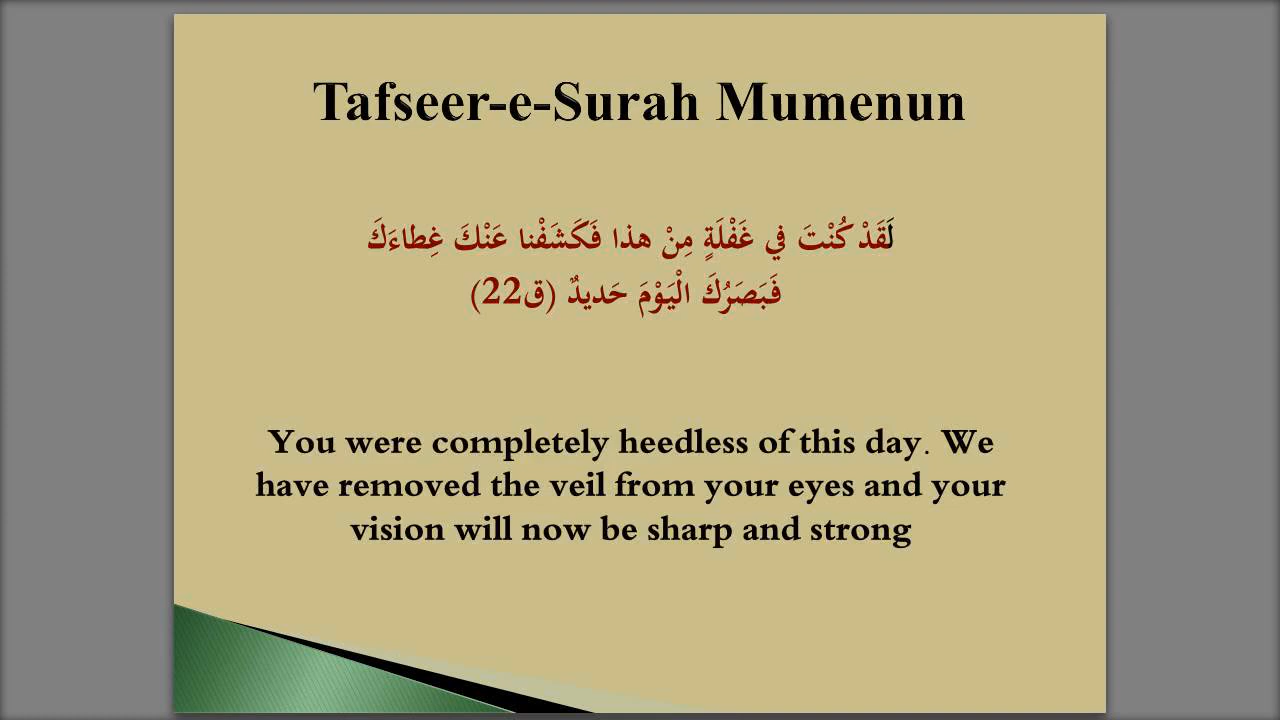 Tafseer-e-Surah Mumenun
لَقَدْ كُنْتَ في غَفْلَةٍ مِنْ هذا فَكَشَفْنا عَنْكَ غِطاءَكَ
فَبَصَرُكَ الْيَوْمَ حَديدٌ (ق22)
You were completely heedless of this day. We
have removed the veil from your eyes and your
vision will now be sharp and strong